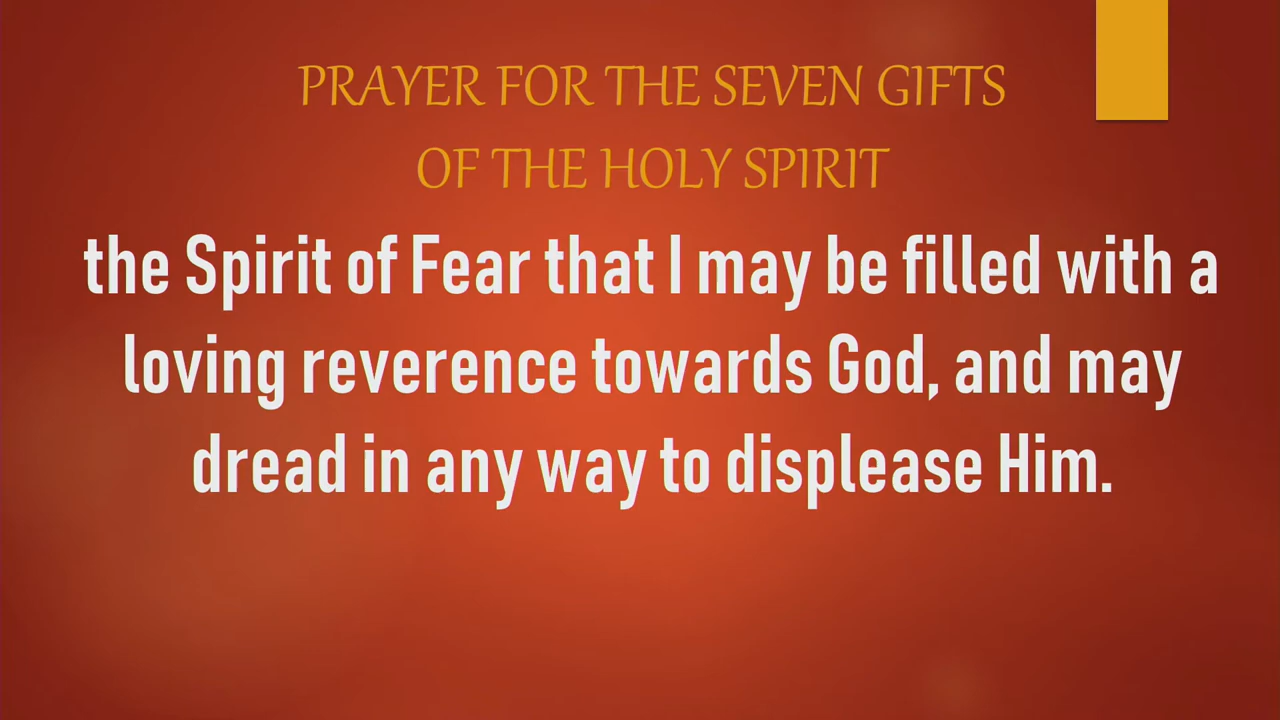 PRAYER FOR THE SEVEN GIFTS
OF THE HOLY SPIRIT
the Spirit of Fear that I may be filled with a
loving reverence towards God, and may
dread in any way to displease Him.